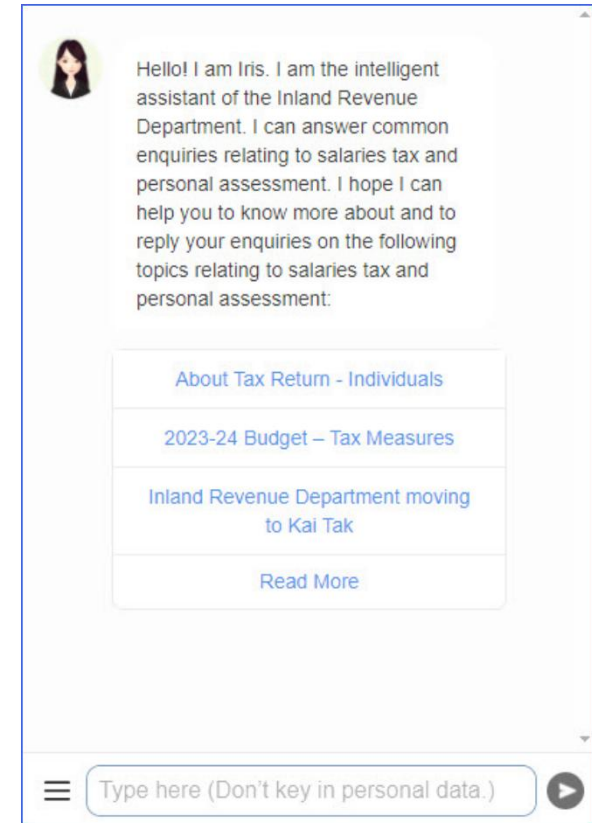 Hello! I am Iris. I am the intelligent
assistant of the Inland Revenue
Department. I can answer common
enquiries relating to salaries tax and
personal assessment. I hope I can
help you to know more about and to
reply your enquiries on the following
topics relating to salaries tax and
personal assessment:
About Tax Return - Individuals
2023-24 Budget – Tax Measures
Inland Revenue Department moving
to Kai Tak
Read More
Type here (Don't key in personal data.)